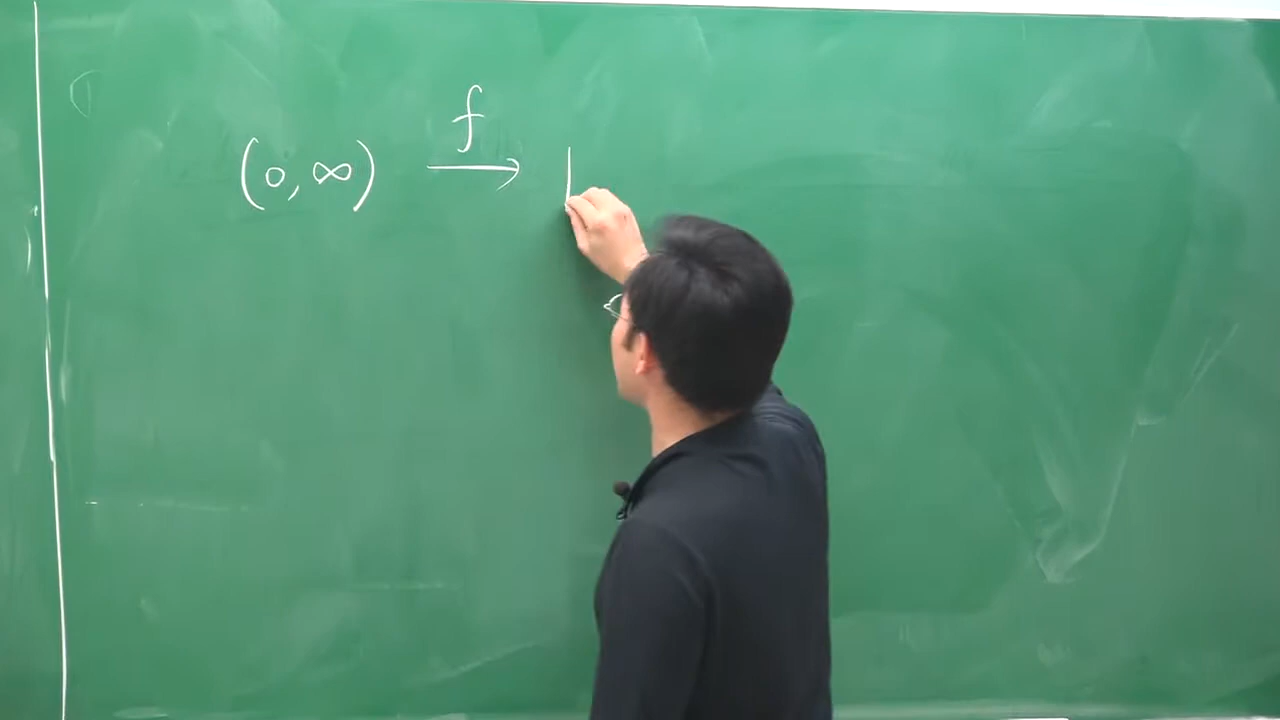 f
(0, ∞) ⟶